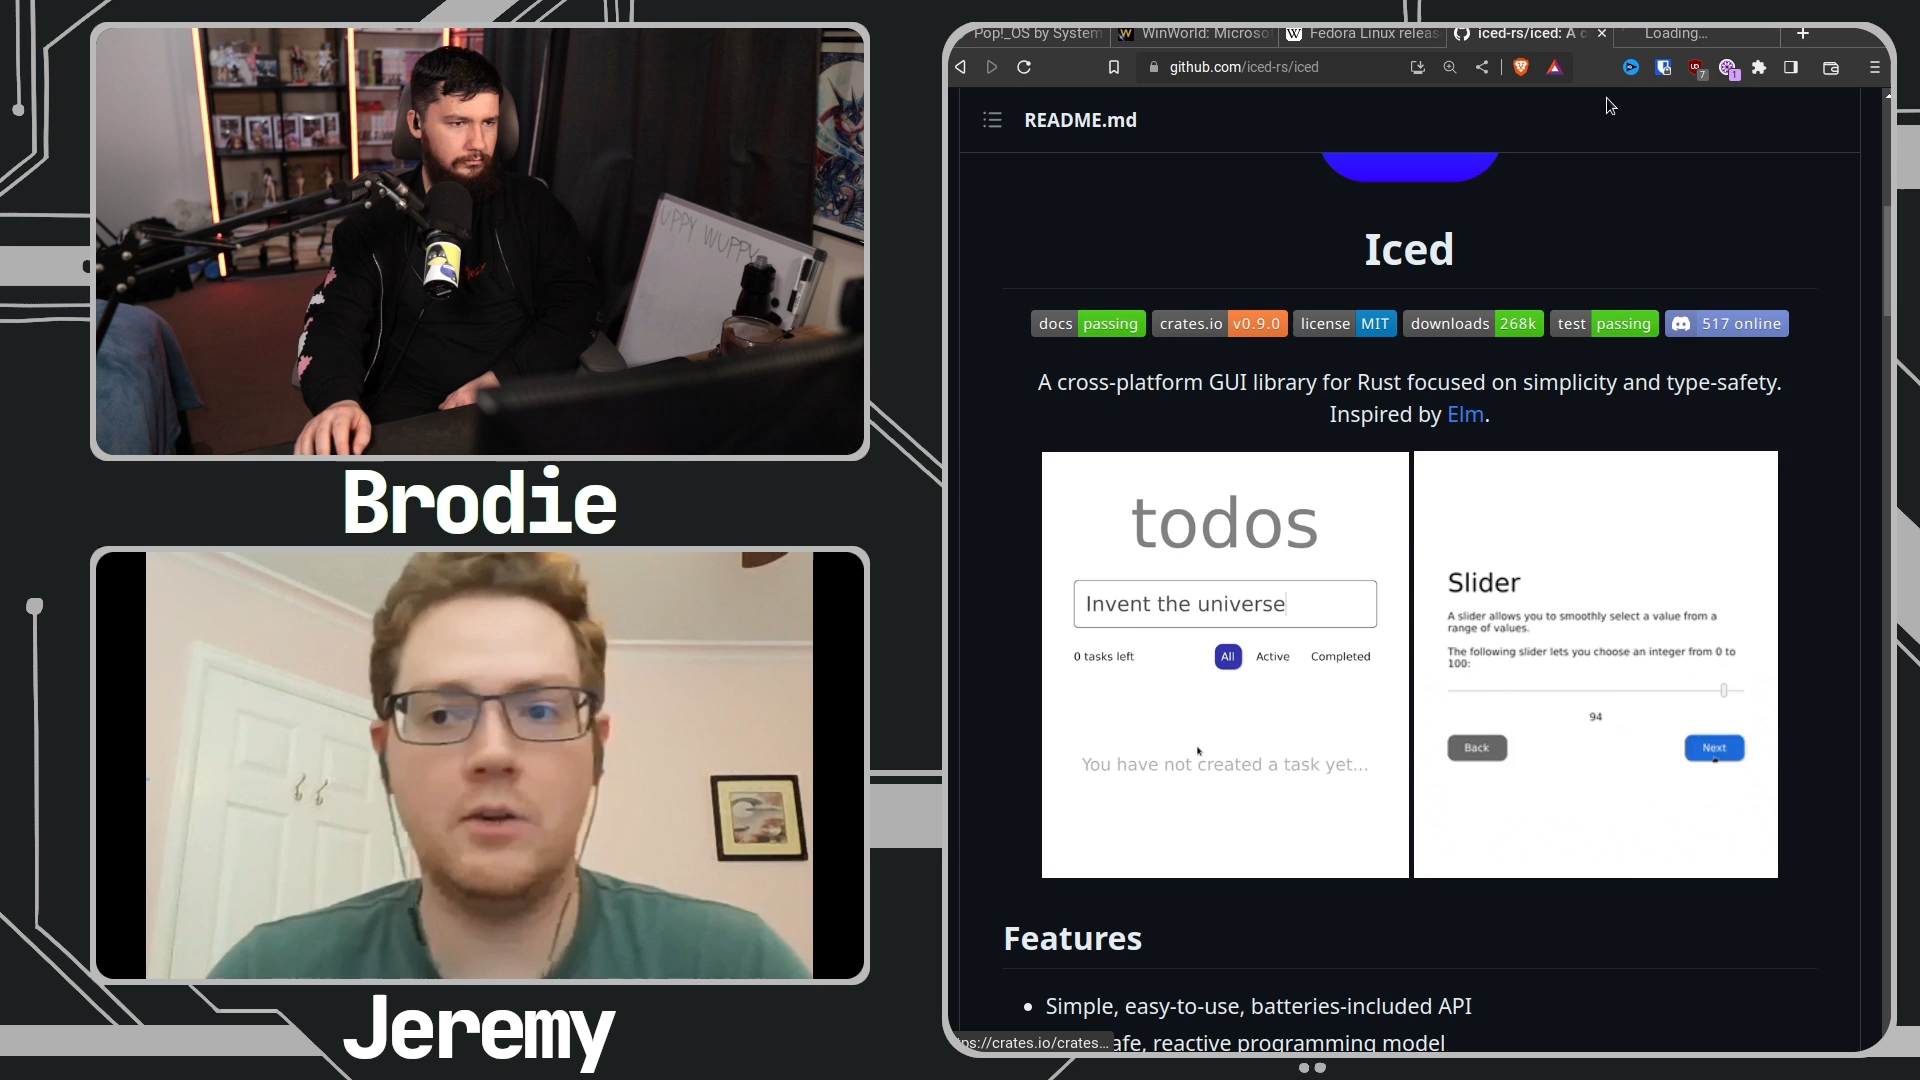 Pop!_OS by System
WinWorld: Microso
Fedora Linux releas
iced-rs/iced: A c
Loading...
github.com/iced-rs/iced
7
1
README.md
UPPY WUPPY
Iced
docs passing
crates.io v0.9.0
license MIT
downloads 268k
test passing
517 online
A cross-platform GUI library for Rust focused on simplicity and type-safety.
Inspired by Elm.
Brodie
todos
Invent the universe
0 tasks left
All
Active
Completed
You have not created a task yet...
Slider
A slider allows you to smoothly select a value from a
range of values.
The following slider lets you choose an integer from 0 to
100:
94
Back
Next
Features
Simple, easy-to-use, batteries-included API
afe, reactive programming model
ps://crates.io/crates...
Jeremy